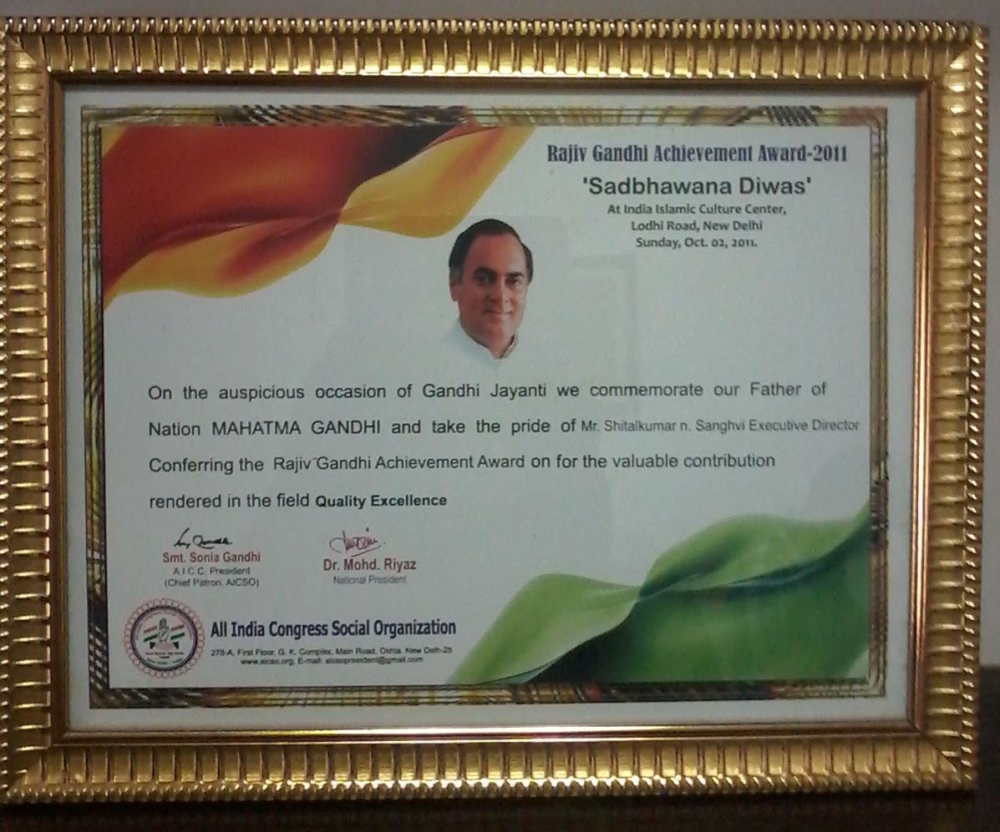 Rajiv Gandhi Achievement Award-2011
'Sadbhawana Diwas'
At India Islamic Culture Center,
Lodhi Road, New Delhi
Sunday, Oct. 02, 2011.
On the auspicious occasion of Gandhi Jayanti we commemorate our Father of
Nation MAHATMA GANDHI and take the pride of Mr. Shitalkumar n. Sanghvi Executive Director
Conferring the Rajiv Gandhi Achievement Award on for the valuable contribution
rendered in the field Quality Excellence
Smt. Sonia Gandhi
A I C C President
(Chief Patron, AICSO)
Dr. Mohd. Riyaz
National President
All India Congress Social Organization
278-A, First Floor, G. K. Complex, Main Road, Okhla, New Delh-25
www.aicso.org, E-mail: aicsopresident@gmail.com